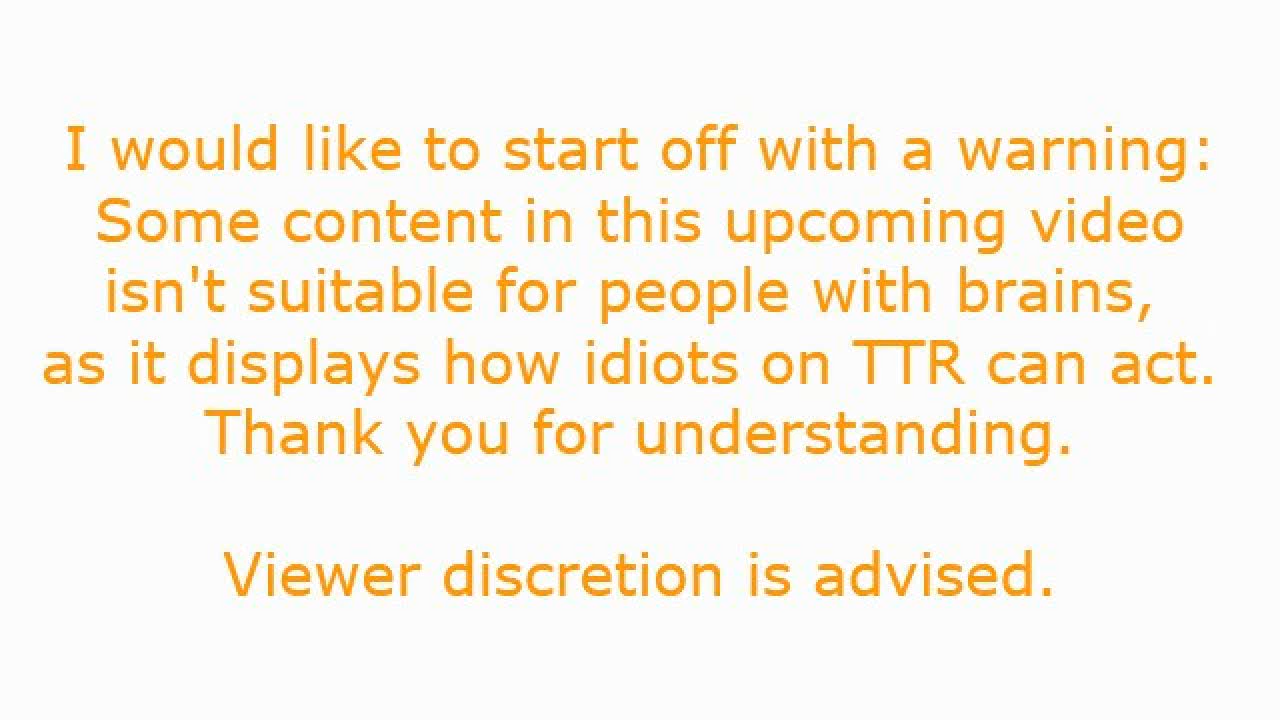 I would like to start off with a warning:
Some content in this upcoming video
isn't suitable for people with brains,
as it displays how idiots on TTR can act.
Thank you for understanding.
Viewer discretion is advised.